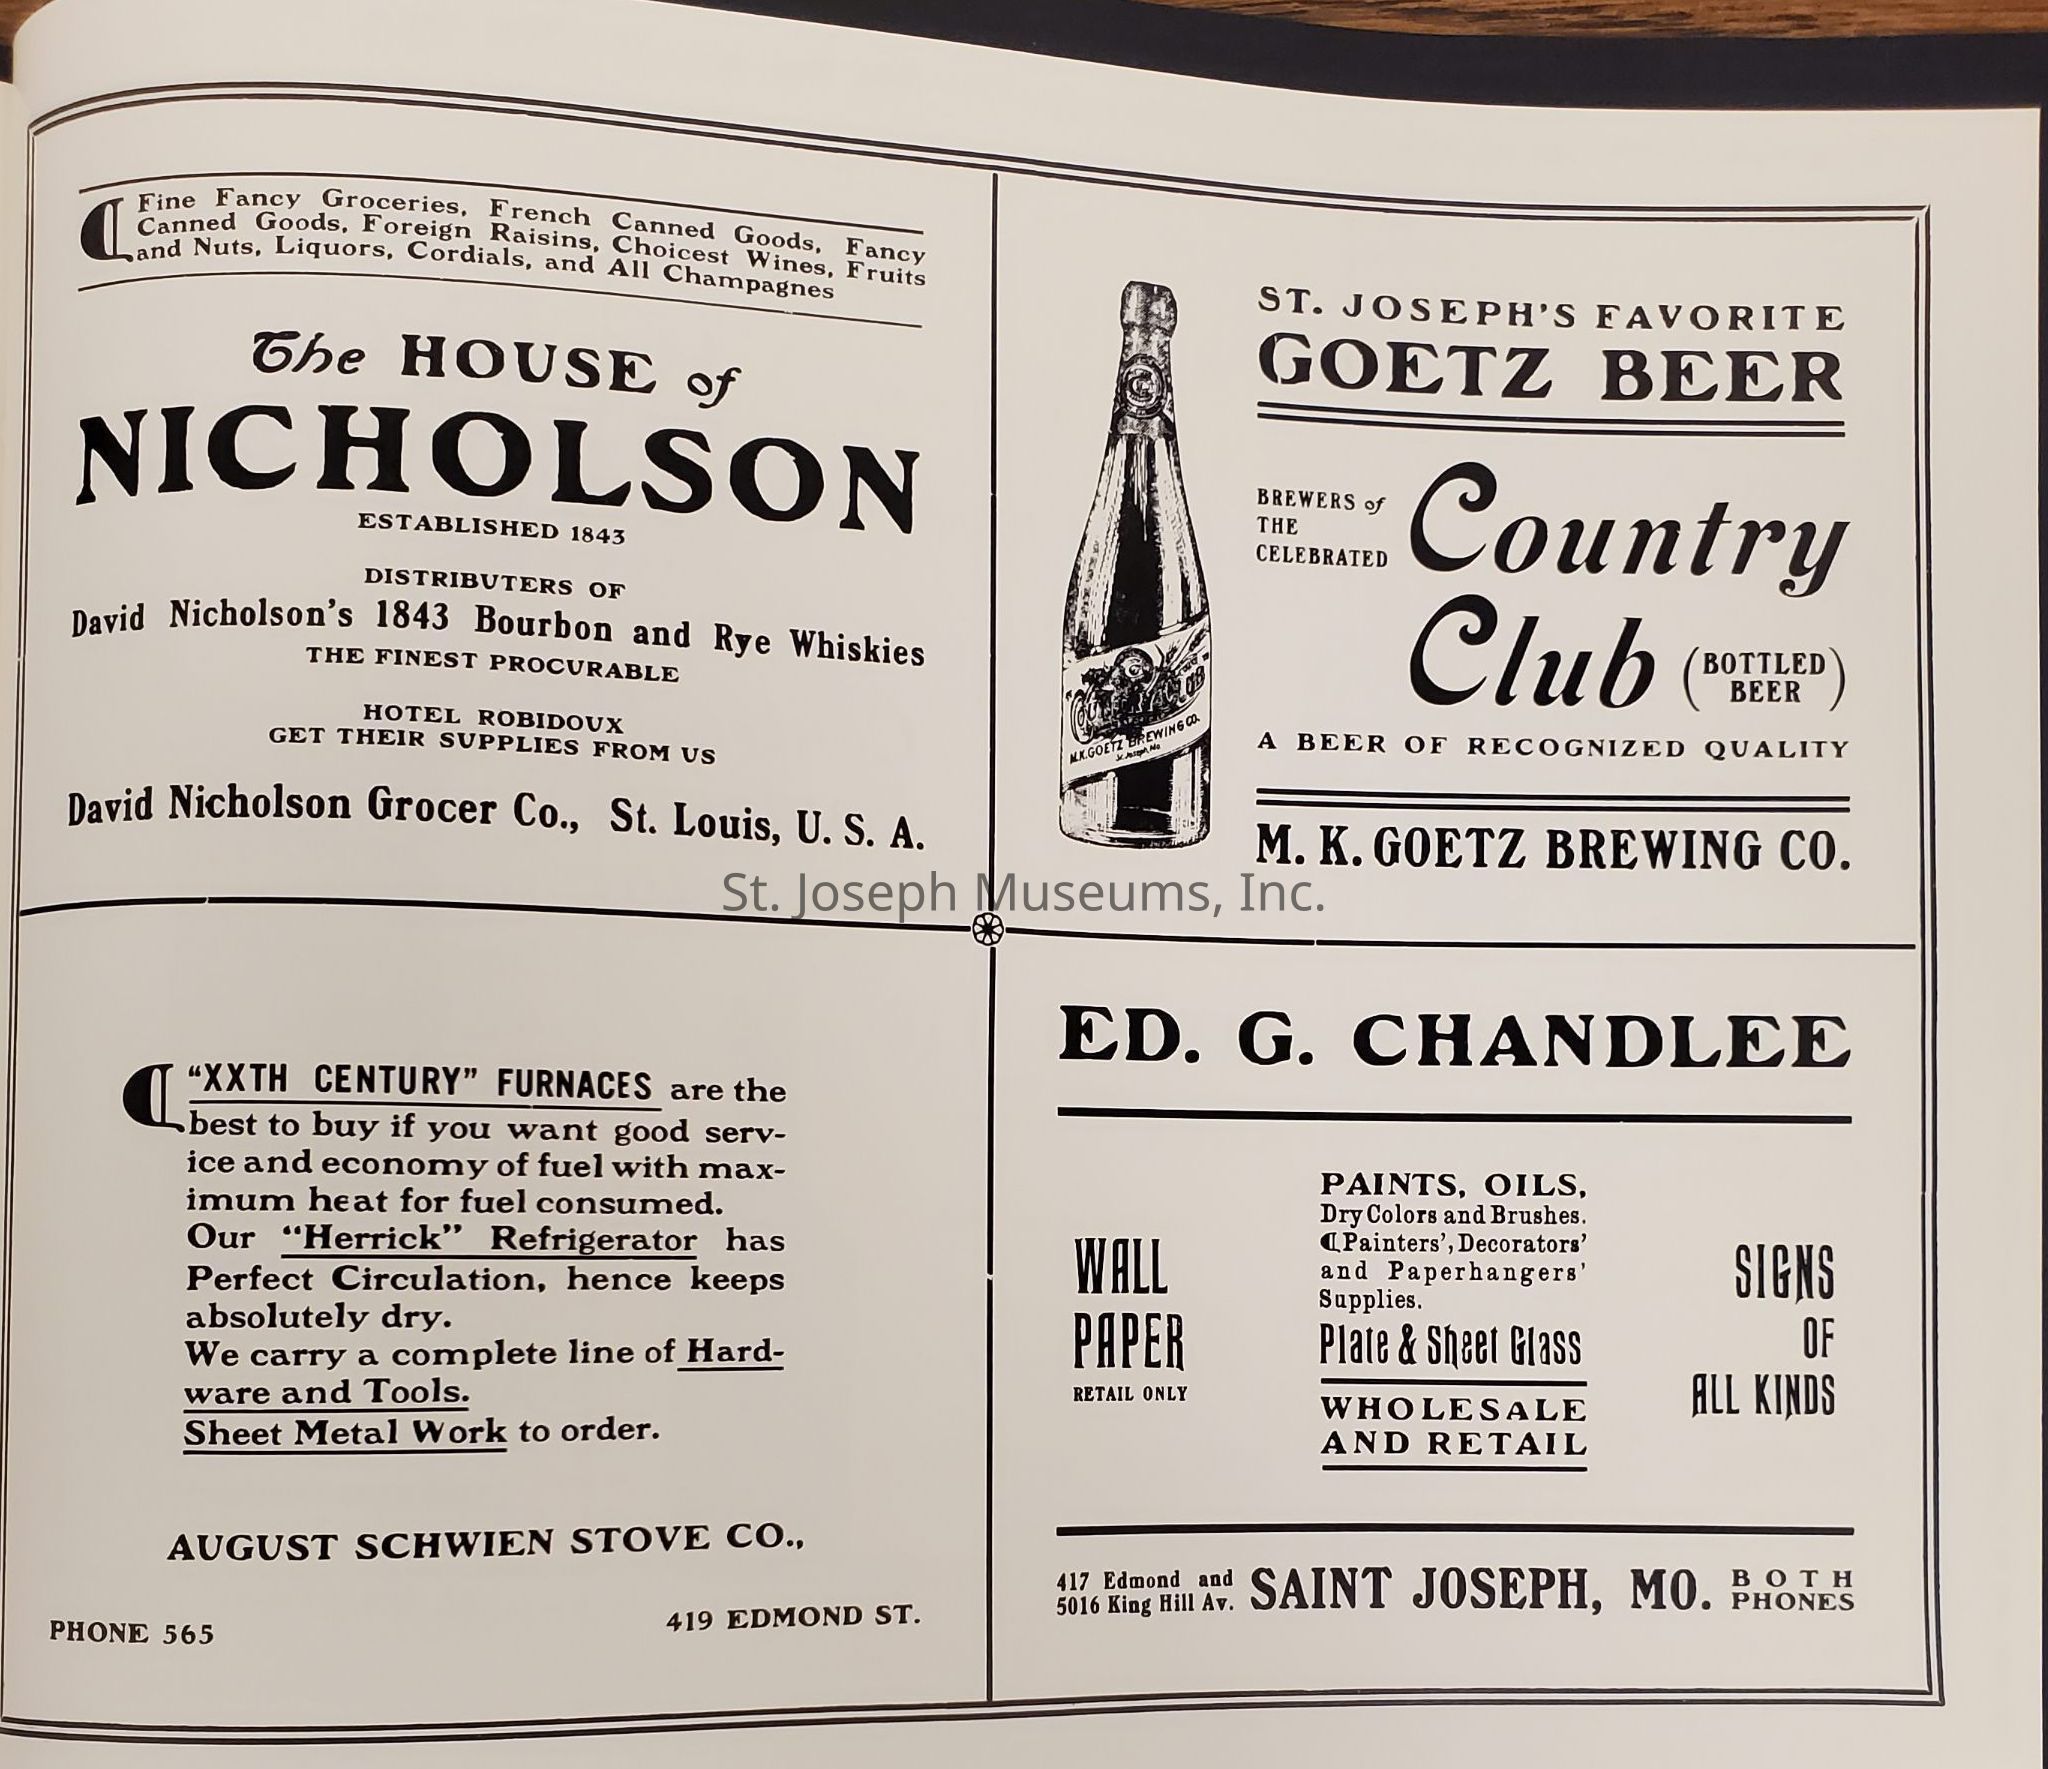 Fine Fancy Groceries, French Canned Goods, Fancy
Canned Goods, Foreign Raisins, Choicest Wines, Fruits
and Nuts, Liquors, Cordials, and All Champagnes
The HOUSE of
NICHOLSON
ESTABLISHED 1843
DISTRIBUTERS OF
David Nicholson's 1843 Bourbon and Rye Whiskies
THE FINEST PROCURABLE
HOTEL ROBIDOUX
GET THEIR SUPPLIES FROM US
David Nicholson Grocer Co., St. Louis, U. S. A.
ST. JOSEPH'S FAVORITE
GOETZ BEER
BREWERS of
THE
CELEBRATED
Country
Club
(BOTTLED
BEER)
A BEER OF RECOGNIZED QUALITY
M. K. GOETZ BREWING CO.
COUNTRY CLUB
M.K. GOETZ BREWING CO.
St. Joseph, Mo.
St. Joseph Museums, Inc.
"XXTH CENTURY" FURNACES are the
best to buy if you want good serv-
ice and economy of fuel with max-
imum heat for fuel consumed.
Our "Herrick" Refrigerator has
Perfect Circulation, hence keeps
absolutely dry.
We carry a complete line of Hard-
ware and Tools.
Sheet Metal Work to order.
AUGUST SCHWIEN STOVE CO.,
PHONE 565
419 EDMOND ST.
ED. G. CHANDLEE
WALL
PAPER
RETAIL ONLY
PAINTS, OILS,
Dry Colors and Brushes.
Painters', Decorators'
and Paperhangers'
Supplies.
Plate & Sheet Glass
WHOLESALE
AND RETAIL
SIGNS
OF
ALL KINDS
417 Edmond and
5016 King Hill Av.
SAINT JOSEPH, MO.
BOTH
PHONES